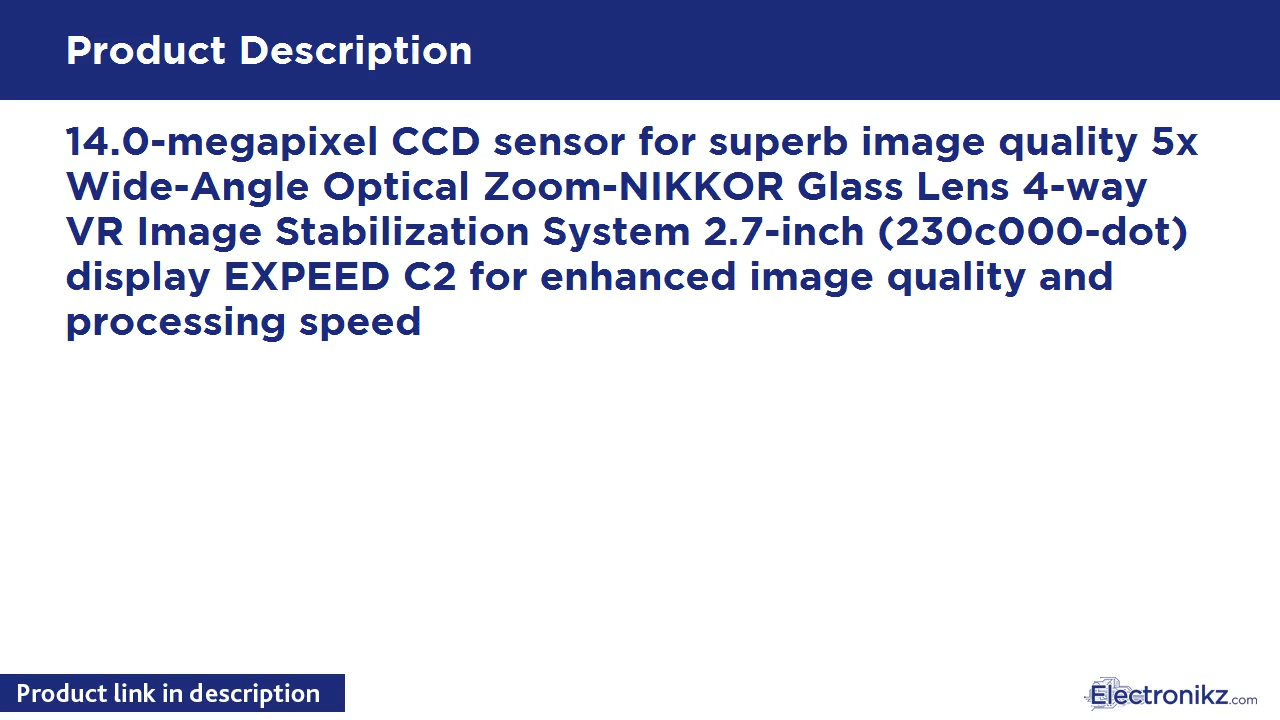 Product Description
14.0-megapixel CCD sensor for superb image quality 5x
Wide-Angle Optical Zoom-NIKKOR Glass Lens 4-way
VR Image Stabilization System 2.7-inch (230c000-dot)
display EXPEED C2 for enhanced image quality and
processing speed
Product link in description
Electronikz.com